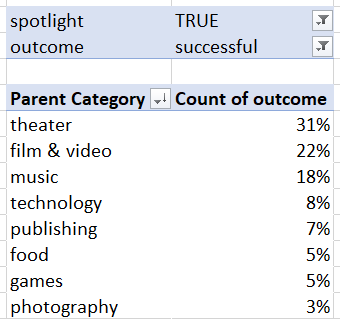 spotlight TRUE
outcome successful
Parent Category Count of outcome
theater 31%
film & video 22%
music 18%
technology 8%
publishing 7%
food 5%
games 5%
photography 3%